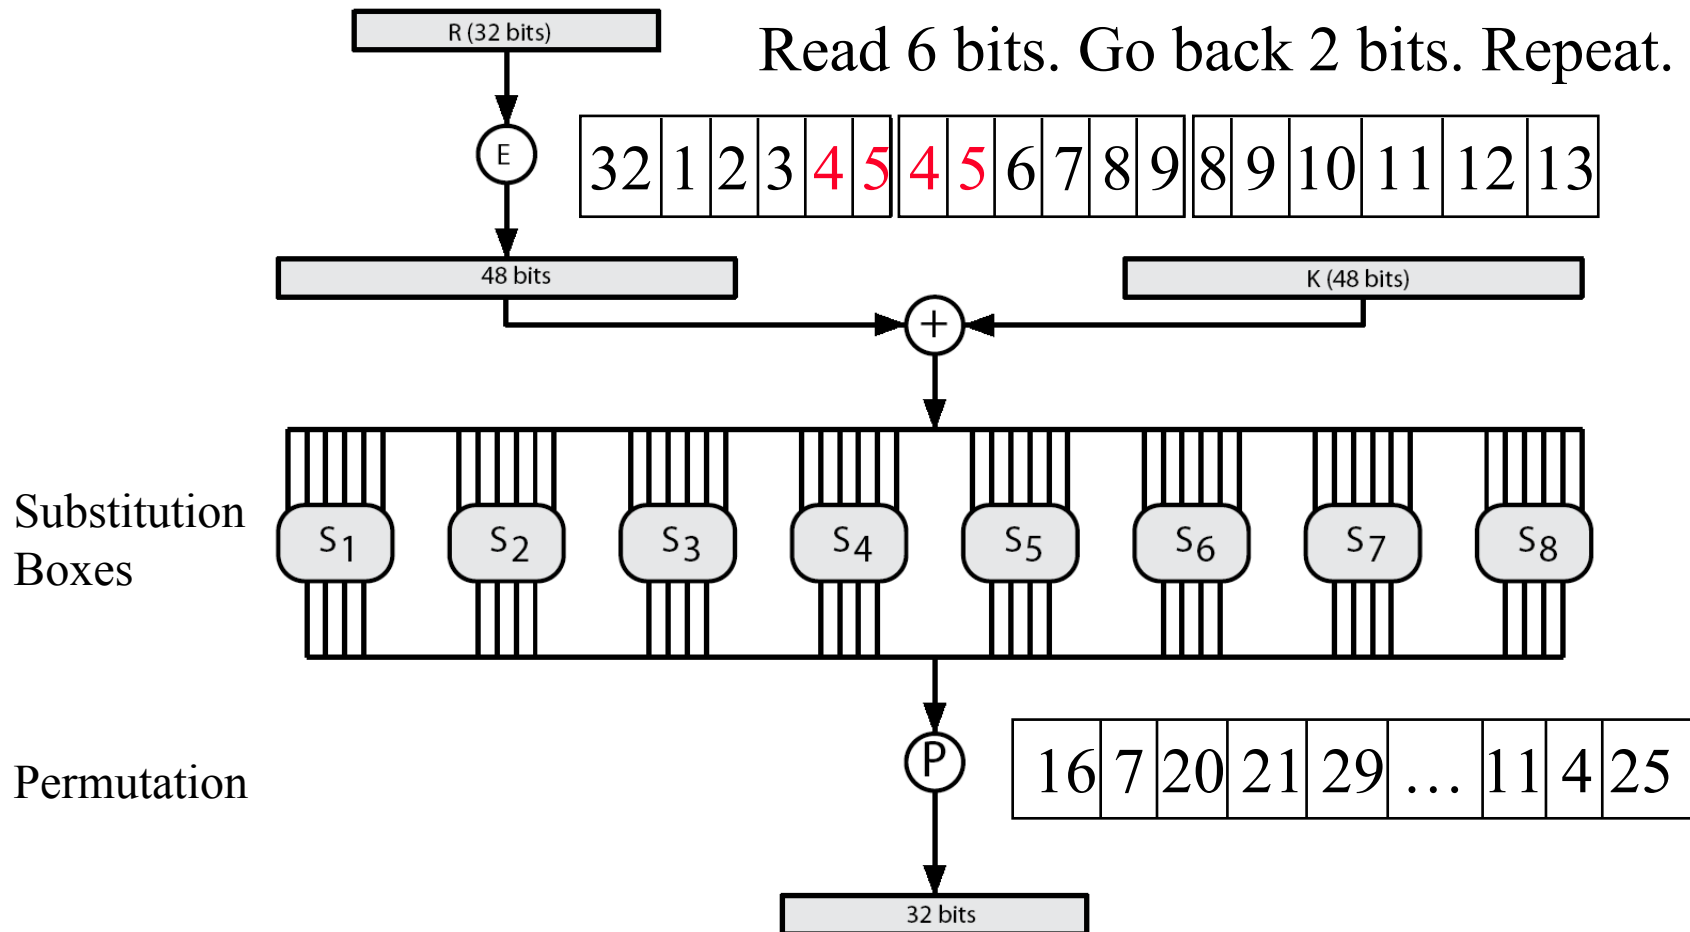 R (32 bits)
Read 6 bits. Go back 2 bits. Repeat.
E
32 1 2 3 4 5 4 5 6 7 8 9 8 9 10 11 12 13
48 bits
K (48 bits)
+
Substitution
Boxes
S1 S2 S3 S4 S5 S6 S7 S8
Permutation
P
16 7 20 21 29 … 11 4 25
32 bits